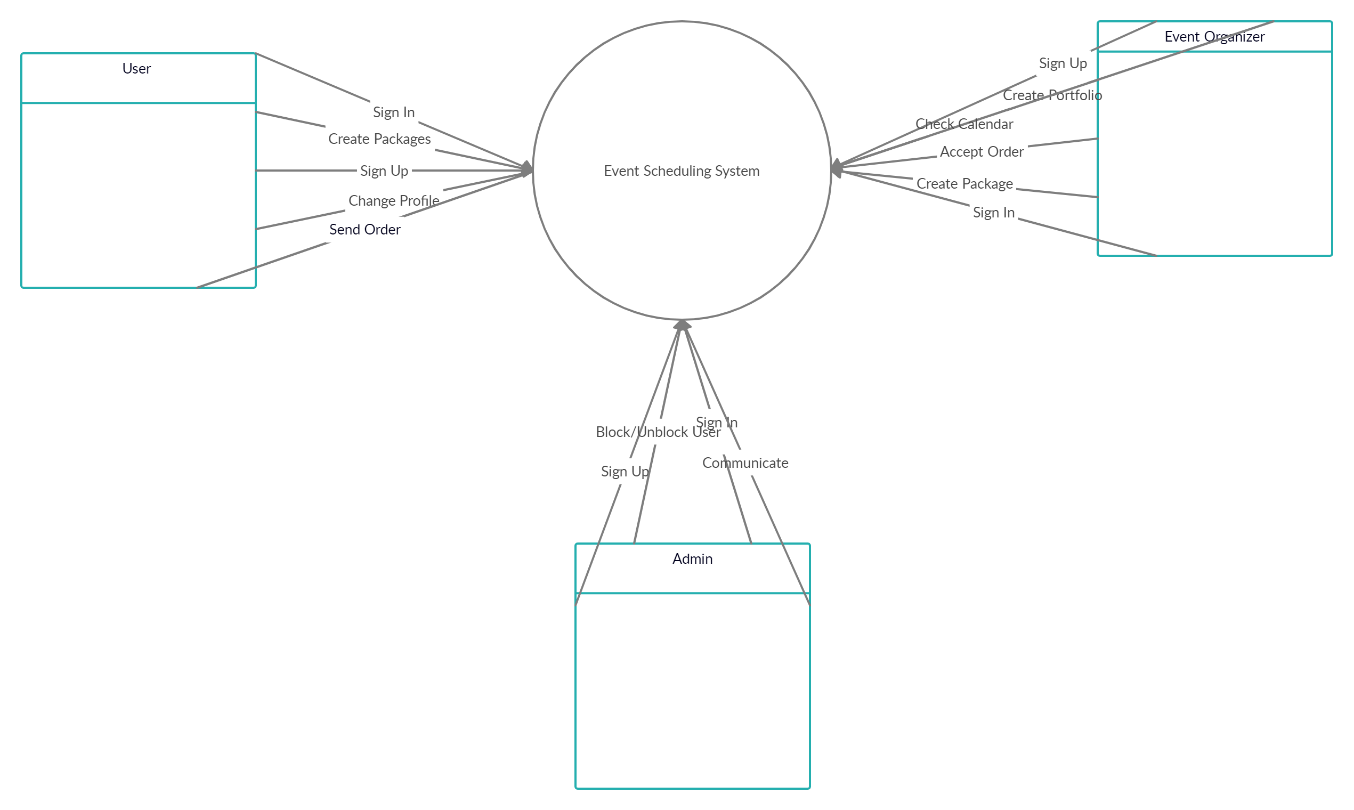 User
Sign In
Create Packages
Sign Up
Change Profile
Send Order
Event Scheduling System
Event Organizer
Sign Up
Create Portfolio
Check Calendar
Accept Order
Create Package
Sign In
Sign In
Block/Unblock User
Communicate
Sign Up
Admin